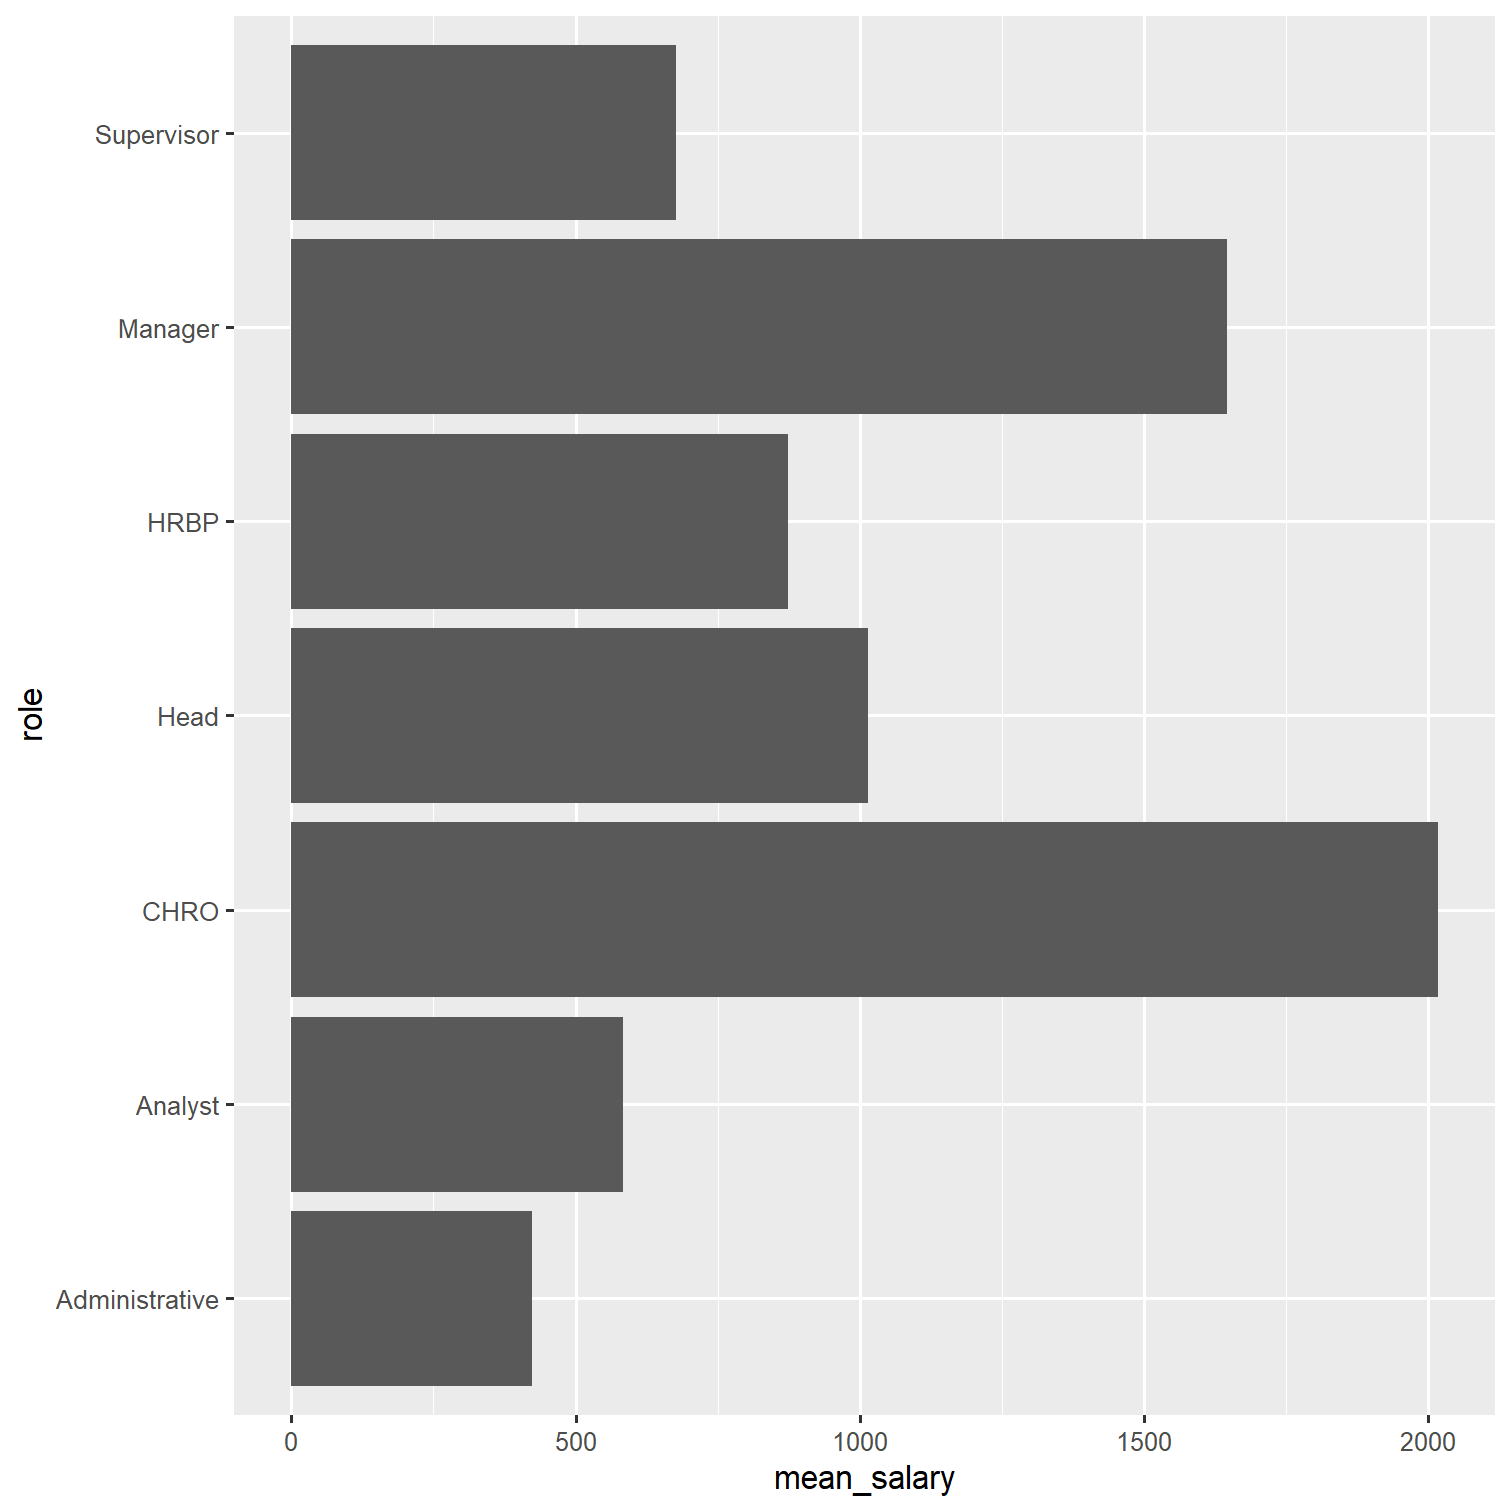 Supervisor
Manager
HRBP
Head
CHRO
Analyst
Administrative
role
0 500 1000 1500 2000
mean_salary